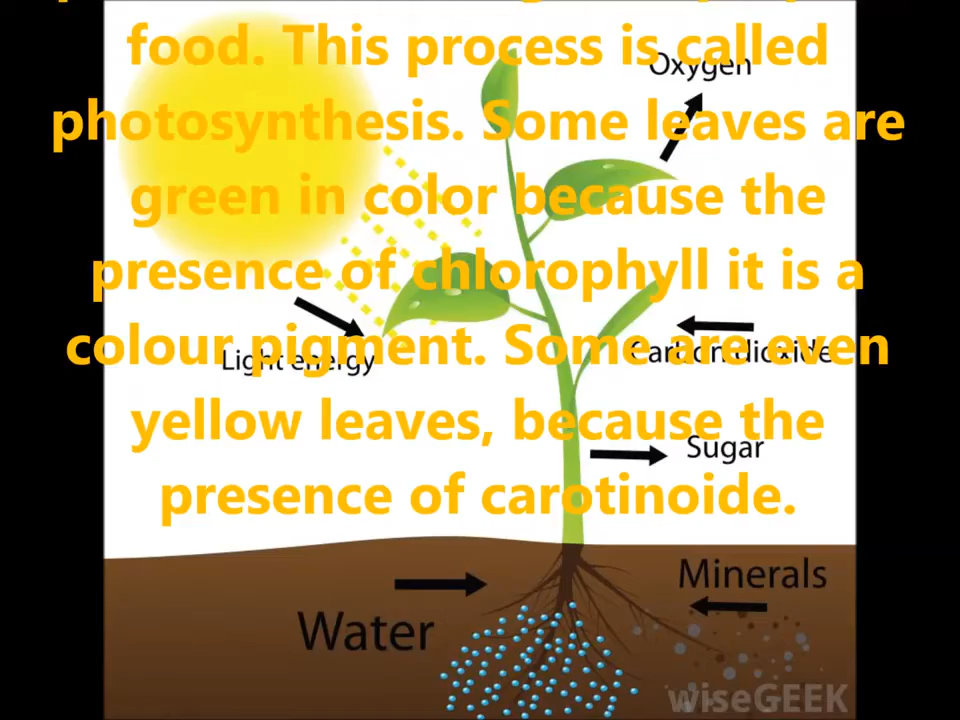 food. This process is called
Oxygen
photosynthesis. Some leaves are
green in color because the
presence of chlorophyll it is a
colour pigment. Some are even
Light energy
Carbon dioxide
yellow leaves, because the
Sugar
presence of carotinoide.
Minerals
Water
wiseGEEK